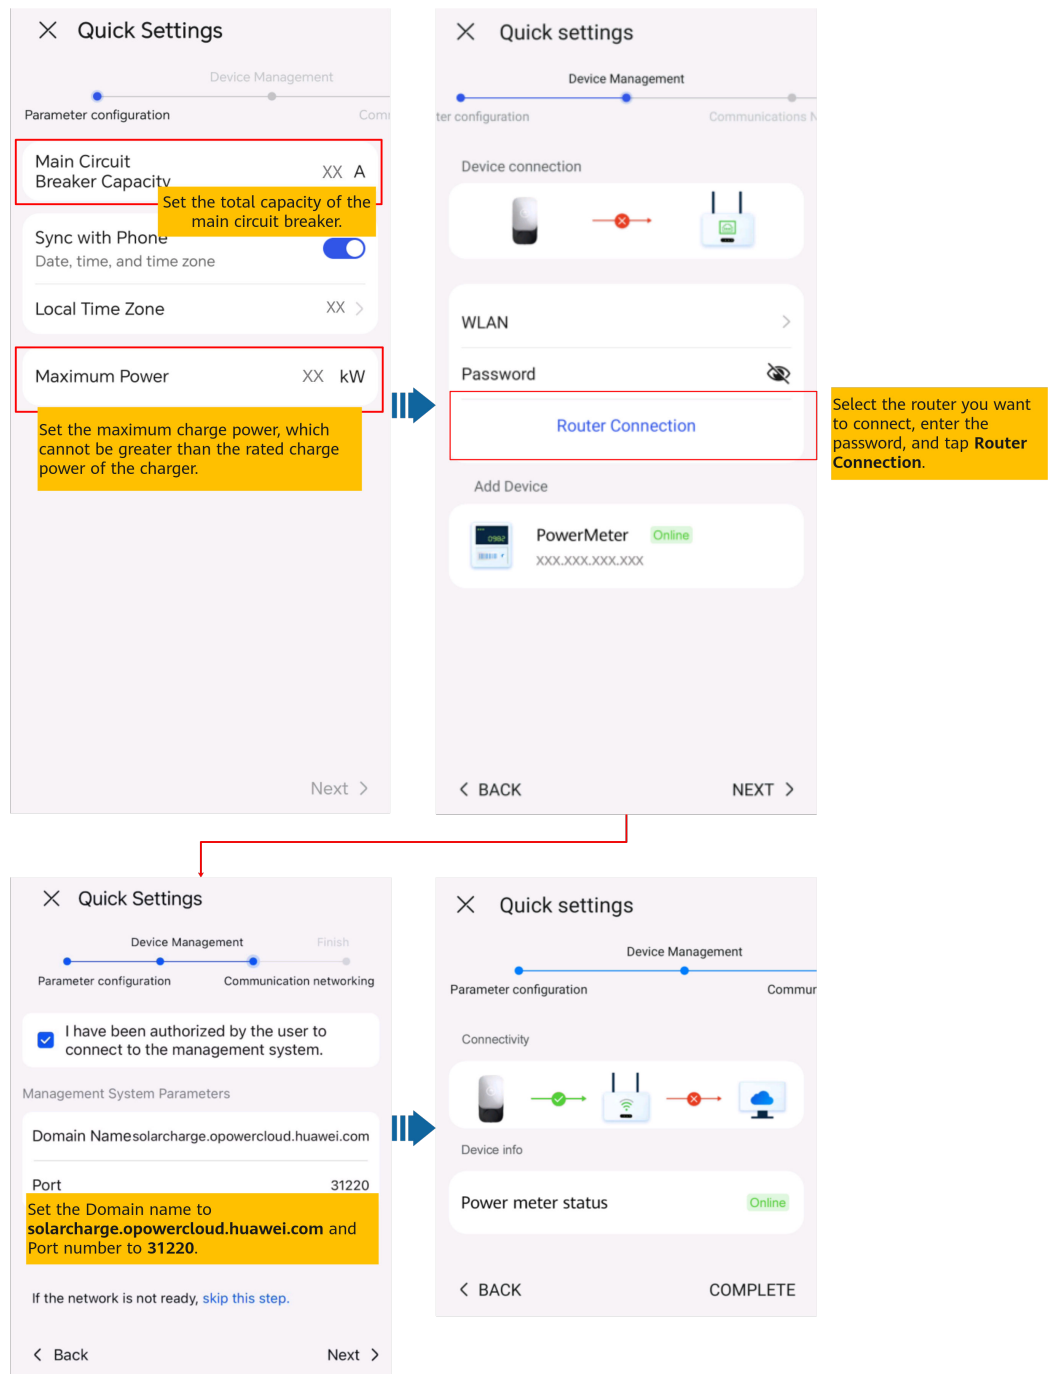 Quick Settings
Device Management
Parameter configuration
Com
Main Circuit
Breaker Capacity
XX A
Set the total capacity of the
main circuit breaker.
Sync with Phone
Date, time, and time zone
Local Time Zone
XX
Maximum Power
XX kW
Set the maximum charge power, which
cannot be greater than the rated charge
power of the charger.
Next
Quick settings
Device Management
ter configuration
Communications N
Device connection
WLAN
Password
Router Connection
Select the router you want
to connect, enter the
password, and tap Router
Connection.
Add Device
0982
PowerMeter
Online
XXX.XXX.XXX.XXX
BACK
NEXT
Quick Settings
Device Management
Finish
Parameter configuration
Communication networking
I have been authorized by the user to
connect to the management system.
Management System Parameters
Domain Name solarcharge.opowercloud.huawei.com
Port
31220
Set the Domain name to
solarcharge.opowercloud.huawei.com and
Port number to 31220.
If the network is not ready, skip this step.
Back
Next
Quick settings
Device Management
Parameter configuration
Commur
Connectivity
Device info
Power meter status
Online
BACK
COMPLETE